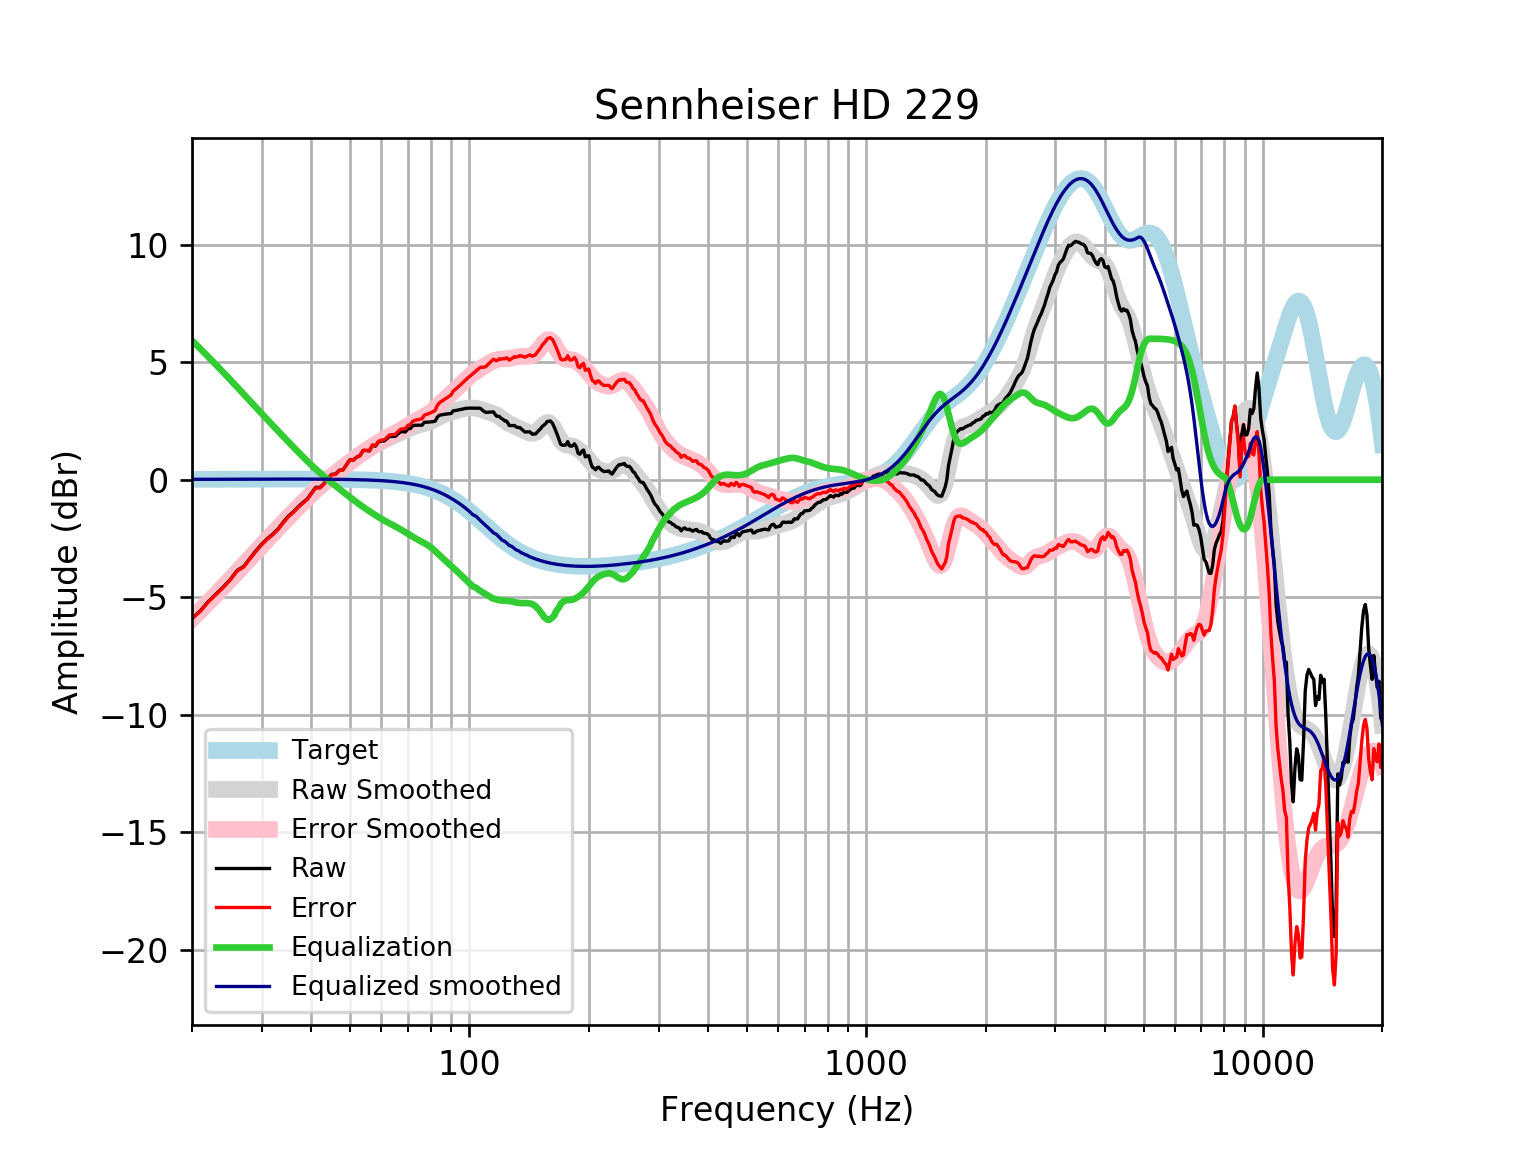 Sennheiser HD 229
Amplitude (dBr)
10
5
0
−5
−10
−15
−20
Target
Raw Smoothed
Error Smoothed
Raw
Error
Equalization
Equalized smoothed
100
1000
10000
Frequency (Hz)